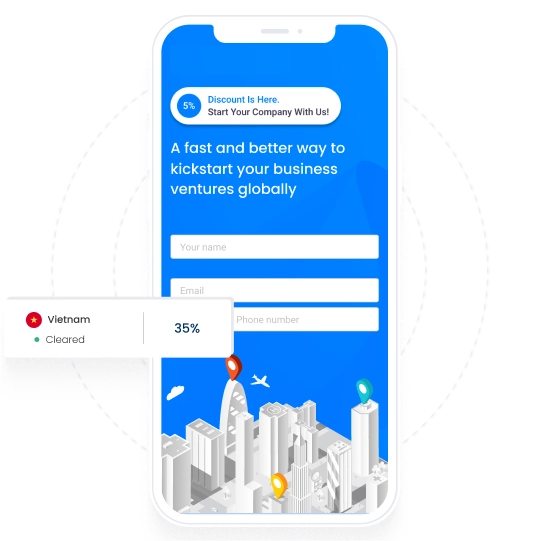 5%
Discount Is Here.
Start Your Company With Us!
A fast and better way to
kickstart your business
ventures globally
Your name
Email
Phone number
Vietnam
Cleared
35%